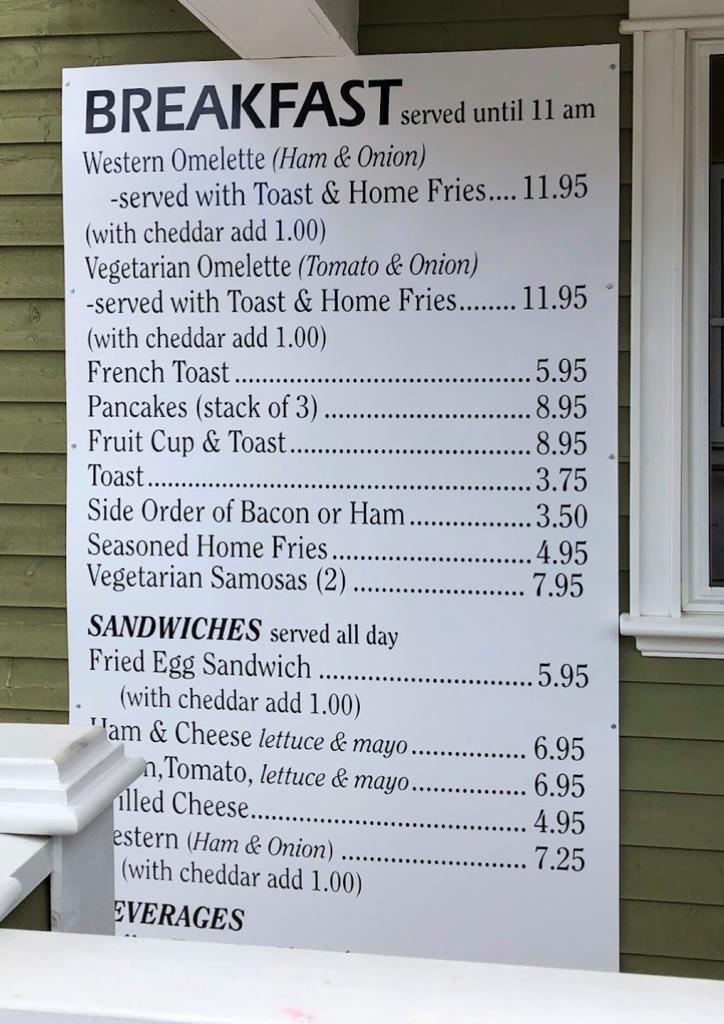 BREAKFAST served until 11 am
Western Omelette (Ham & Onion)
-served with Toast & Home Fries.... 11.95
(with cheddar add 1.00)
Vegetarian Omelette (Tomato & Onion)
-served with Toast & Home Fries........ 11.95
(with cheddar add 1.00)
French Toast ....................................... 5.95
Pancakes (stack of 3) ........................... 8.95
Fruit Cup & Toast................................ 8.95
Toast.................................................. 3.75
Side Order of Bacon or Ham ................ 3.50
Seasoned Home Fries.......................... 4.95
Vegetarian Samosas (2) ...................... 7.95
SANDWICHES served all day
Fried Egg Sandwich ............................ 5.95
(with cheddar add 1.00)
Ham & Cheese lettuce & mayo............... 6.95
Tomato, lettuce & mayo............... 6.95
illed Cheese.................................... 4.95
estern (Ham & Onion) ........................ 7.25
(with cheddar add 1.00)
EVERAGES